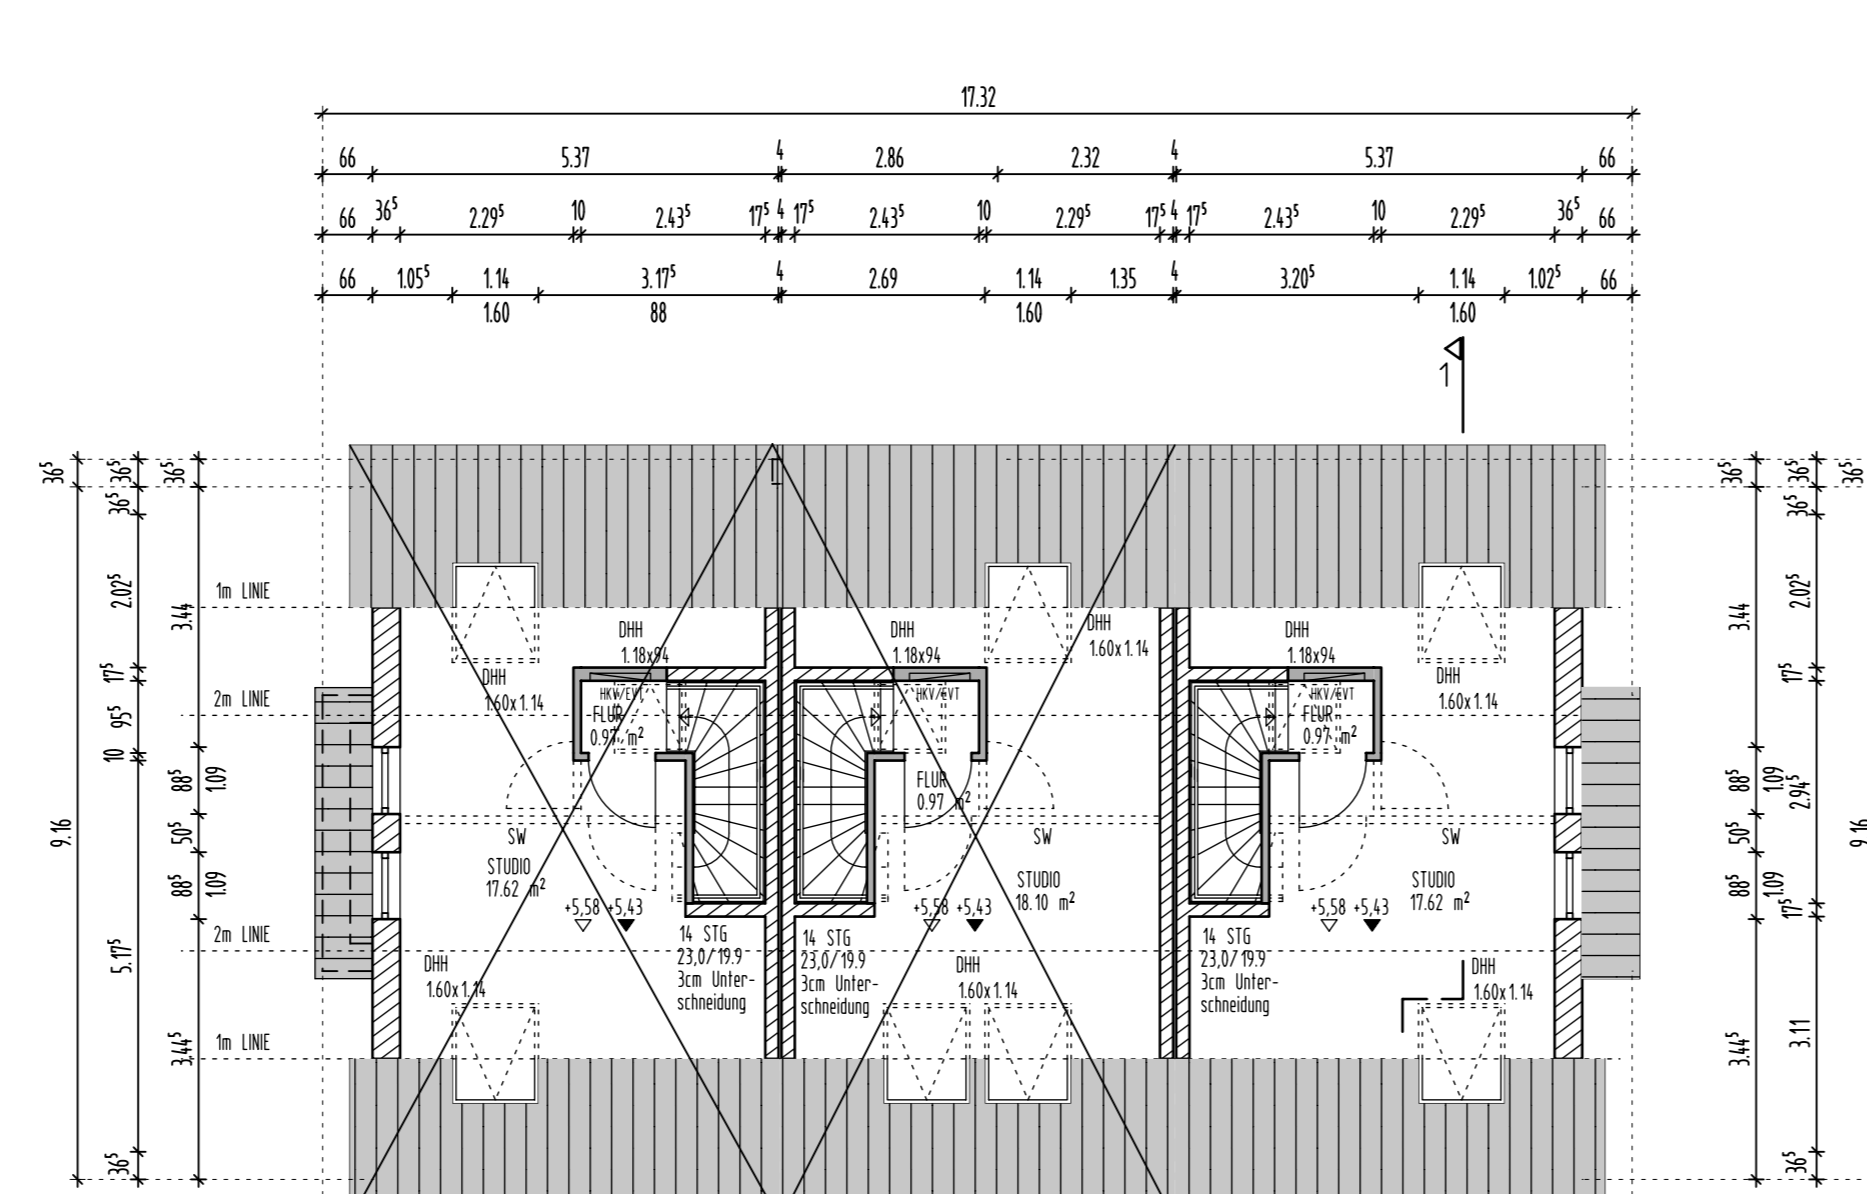 17.32
66 5.37 4 2.86 2.32 4 5.37 66
66 36⁵ 2.29⁵ 10 2.43⁵ 17⁵ 4 17⁵ 2.43⁵ 10 2.29⁵ 17⁵ 4 17⁵ 2.43⁵ 10 2.29⁵ 36⁵ 66
66 1.05⁵ 1.14 3.17⁵ 4 2.69 1.14 1.35 4 3.20⁵ 1.14 1.02⁵ 66
1.60 88 1.60 1.60
1
36⁵ 36⁵ 36⁵
36⁵
2.02⁵
3.44
17⁵
95⁵
10
88⁵ 1.09
50⁵
9.16
88⁵ 1.09
5.17⁵
3.44⁵
36⁵
1m LINIE
2m LINIE
2m LINIE
1m LINIE
DHH
1.18x94
DHH
1.60x1.14
HKV/EVT
FLUR
0.97 m²
SW
STUDIO
17.62 m²
+5,58 +5,43
14 STG
23,0/19.9
3cm Unter-
schneidung
DHH
1.60x1.14
DHH
1.18x94
DHH
1.60x1.14
HKV/EVT
FLUR
0.97 m²
SW
STUDIO
18.10 m²
+5,58 +5,43
14 STG
23,0/19.9
3cm Unter-
schneidung
DHH
1.60x1.14
DHH
1.18x94
DHH
1.60x1.14
HKV/EVT
FLUR
0.97 m²
SW
STUDIO
17.62 m²
+5,58 +5,43
14 STG
23,0/19.9
3cm Unter-
schneidung
DHH
1.60x1.14
36⁵ 36⁵ 36⁵
36⁵
2.02⁵
3.44
17⁵
88⁵ 1.09
2.94⁵
50⁵
9.16
88⁵ 1.09
17⁵
3.44⁵
3.11
36⁵